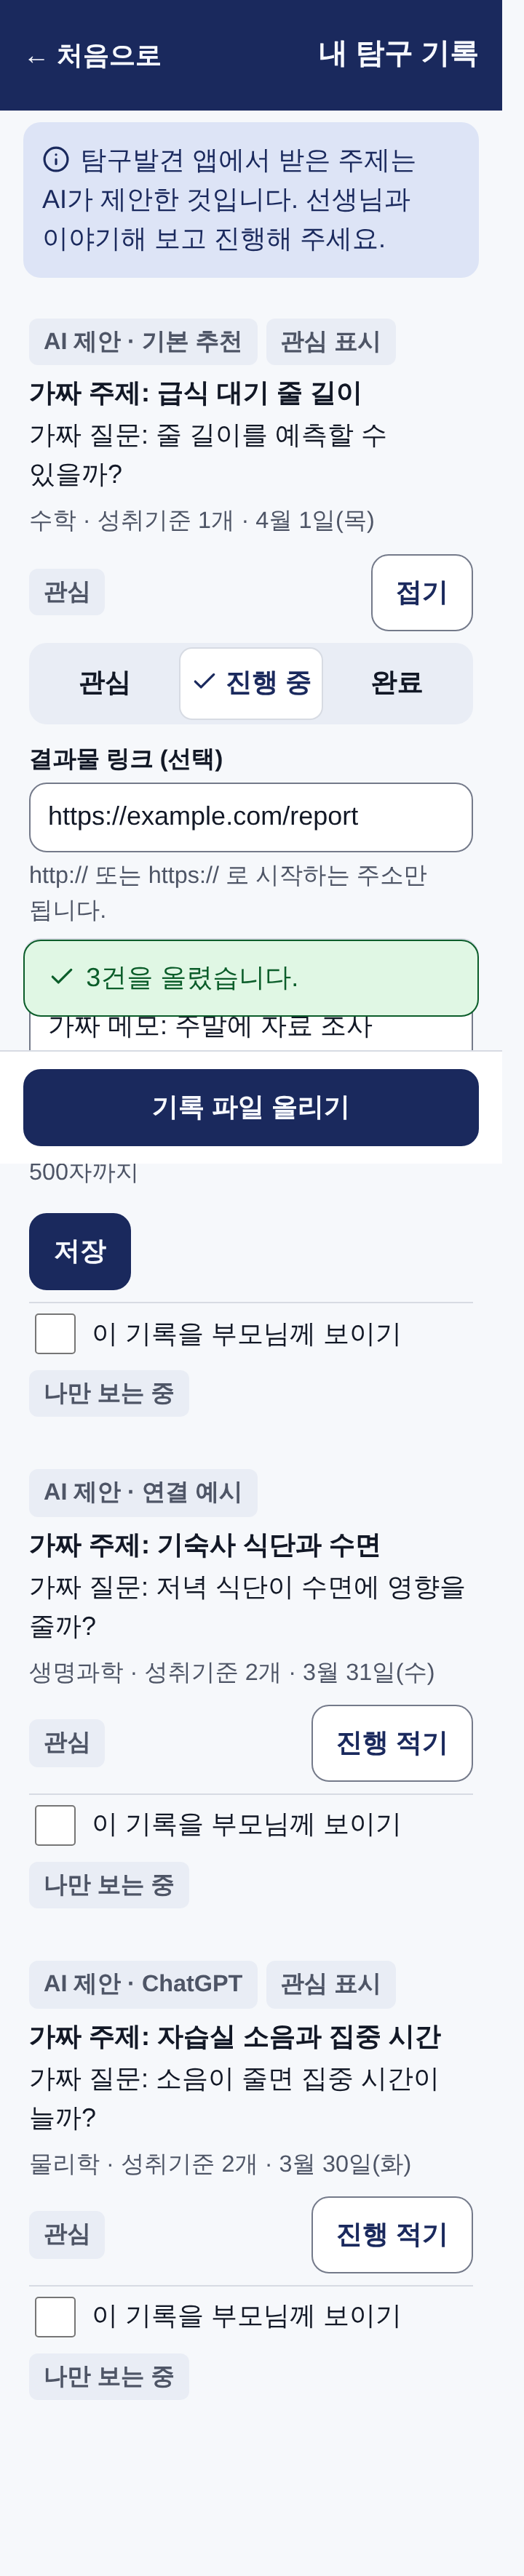 ← 처음으로
내 탐구 기록
탐구발견 앱에서 받은 주제는
AI가 제안한 것입니다. 선생님과
이야기해 보고 진행해 주세요.
AI 제안 · 기본 추천
관심 표시
가짜 주제: 급식 대기 줄 길이
가짜 질문: 줄 길이를 예측할 수
있을까?
수학 · 성취기준 1개 · 4월 1일(목)
관심
접기
관심
진행 중
완료
결과물 링크 (선택)
https://example.com/report
http:// 또는 https:// 로 시작하는 주소만
됩니다.
3건을 올렸습니다.
가짜 메모: 주말에 자료 조사
기록 파일 올리기
500자까지
저장
이 기록을 부모님께 보이기
나만 보는 중
AI 제안 · 연결 예시
가짜 주제: 기숙사 식단과 수면
가짜 질문: 저녁 식단이 수면에 영향을
줄까?
생명과학 · 성취기준 2개 · 3월 31일(수)
관심
진행 적기
이 기록을 부모님께 보이기
나만 보는 중
AI 제안 · ChatGPT
관심 표시
가짜 주제: 자습실 소음과 집중 시간
가짜 질문: 소음이 줄면 집중 시간이
늘까?
물리학 · 성취기준 2개 · 3월 30일(화)
관심
진행 적기
이 기록을 부모님께 보이기
나만 보는 중